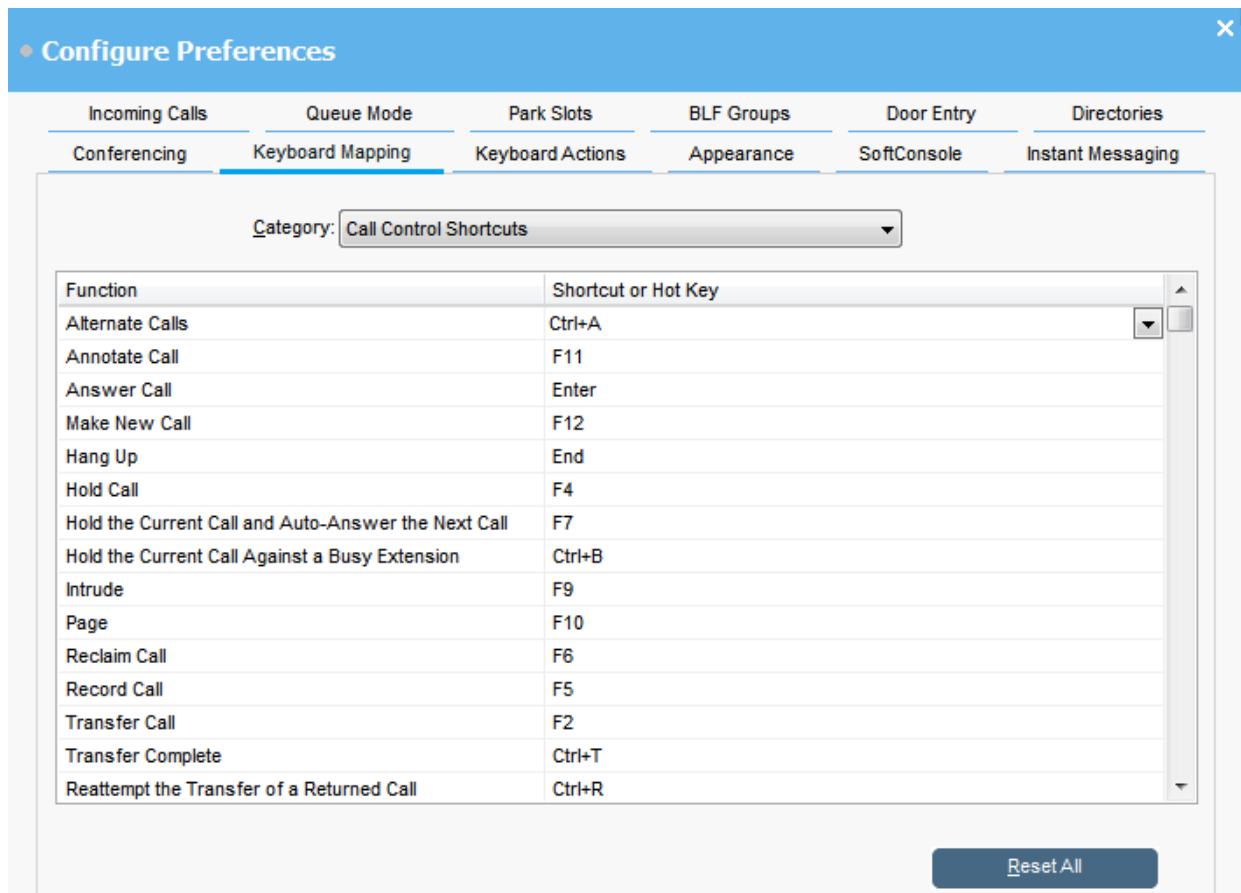 Configure Preferences
Incoming Calls Queue Mode Park Slots BLF Groups Door Entry Directories
Conferencing Keyboard Mapping Keyboard Actions Appearance SoftConsole Instant Messaging
Category: Call Control Shortcuts
Function Shortcut or Hot Key
Alternate Calls Ctrl+A
Annotate Call F11
Answer Call Enter
Make New Call F12
Hang Up End
Hold Call F4
Hold the Current Call and Auto-Answer the Next Call F7
Hold the Current Call Against a Busy Extension Ctrl+B
Intrude F9
Page F10
Reclaim Call F6
Record Call F5
Transfer Call F2
Transfer Complete Ctrl+T
Reattempt the Transfer of a Returned Call Ctrl+R
Reset All